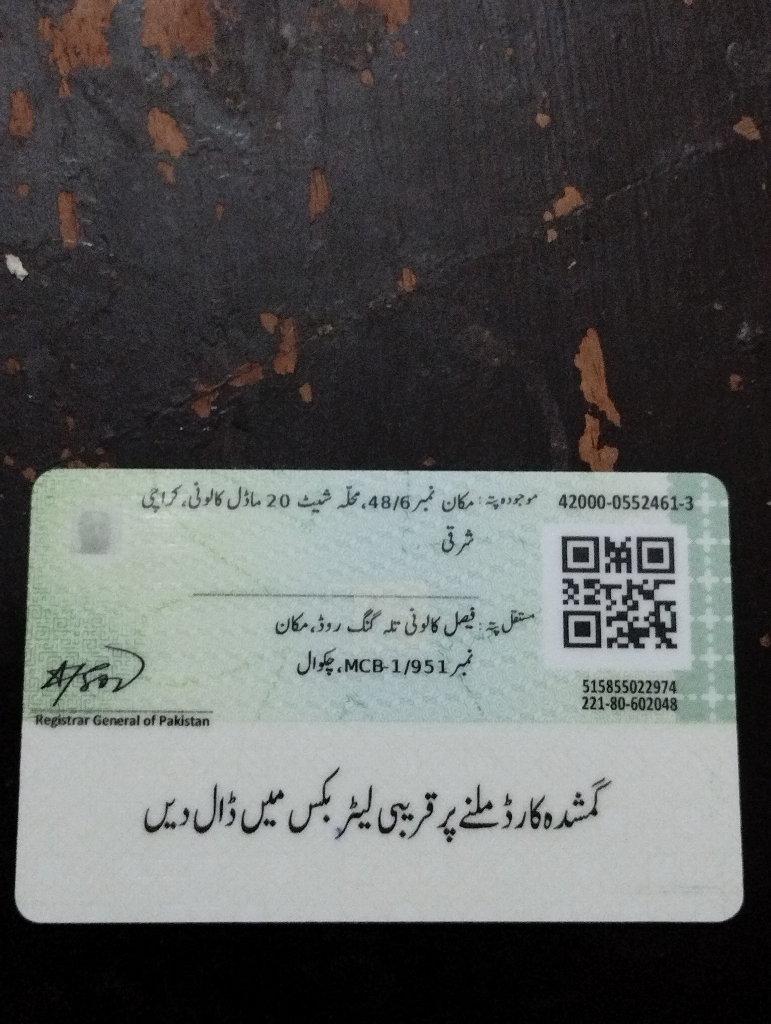 موجودہ پتہ: مکان نمبر 48/6، محلّہ شیٹ 20 ماڈل کالونی، کراچی
شرقی
42000-0552461-3
مستقل پتہ: فیصل کالونی تلہ گنگ روڈ، مکان
نمبر MCB-1/951، چکوال
515855022974
221-80-602048
Registrar General of Pakistan
گمشدہ کارڈ ملنے پر قریبی لیٹر بکس میں ڈال دیں